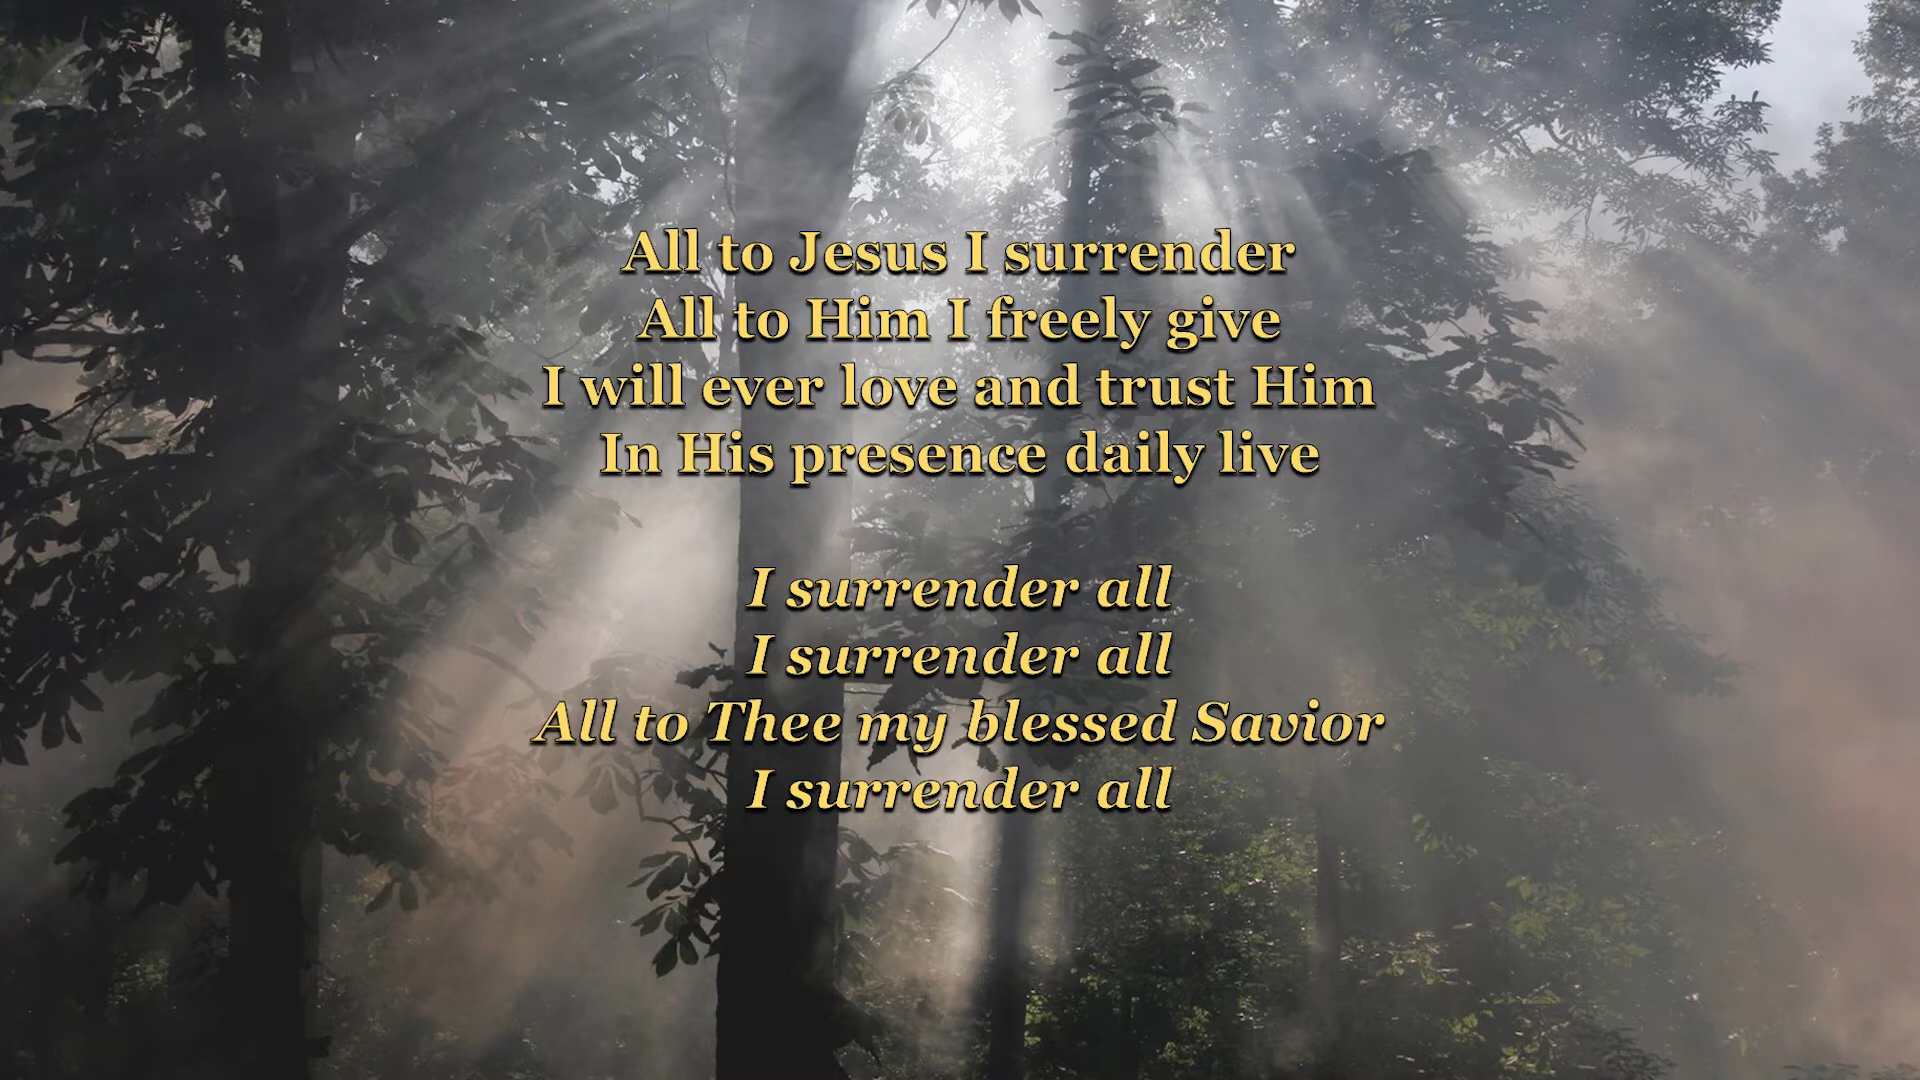 All to Jesus I surrender
All to Him I freely give
I will ever love and trust Him
In His presence daily live
I surrender all
I surrender all
All to Thee my blessed Savior
I surrender all